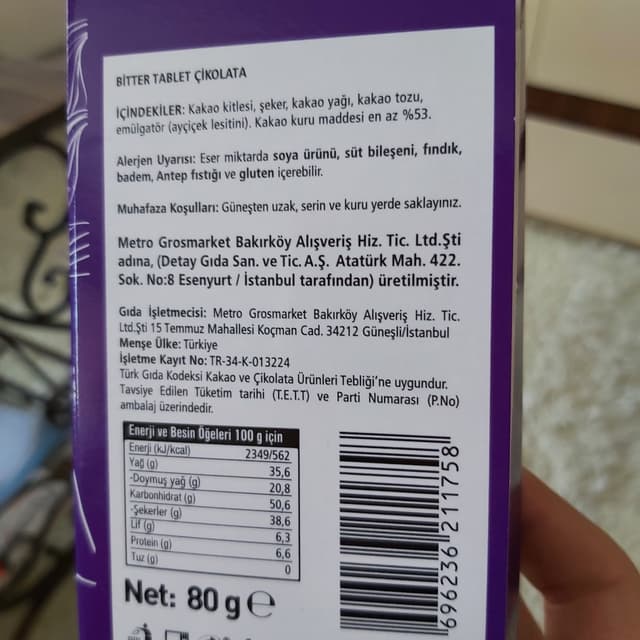 BİTTER TABLET ÇİKOLATA
İÇİNDEKİLER: Kakao kitlesi, şeker, kakao yağı, kakao tozu,
emülgatör (ayçiçek lesitini). Kakao kuru maddesi en az %53.
Alerjen Uyarısı: Eser miktarda soya ürünü, süt bileşeni, fındık,
badem, Antep fıstığı ve gluten içerebilir.
Muhafaza Koşulları: Güneşten uzak, serin ve kuru yerde saklayınız.
Metro Grosmarket Bakırköy Alışveriş Hiz. Tic. Ltd.Şti
adına, (Detay Gıda San. ve Tic. A.Ş. Atatürk Mah. 422.
Sok. No:8 Esenyurt / İstanbul tarafından) üretilmiştir.
Gıda İşletmecisi: Metro Grosmarket Bakırköy Alışveriş Hiz. Tic.
Ltd.Şti 15 Temmuz Mahallesi Koçman Cad. 34212 Güneşli/İstanbul
Menşe Ülke: Türkiye
İşletme Kayıt No: TR-34-K-013224
Türk Gıda Kodeksi Kakao ve Çikolata Ürünleri Tebliği'ne uygundur.
Tavsiye Edilen Tüketim tarihi (T.E.T.T) ve Parti Numarası (P.No)
ambalaj üzerindedir.
Enerji ve Besin Öğeleri 100 g için
Enerji (kJ/kcal) 2349/562
Yağ (g) 35,6
-Doymuş yağ (g) 20,8
Karbonhidrat (g) 50,6
-Şekerler (g) 38,6
Lif (g) 6,3
Protein (g) 6,6
Tuz (g) 0
Net: 80 g e
8 696236 211758